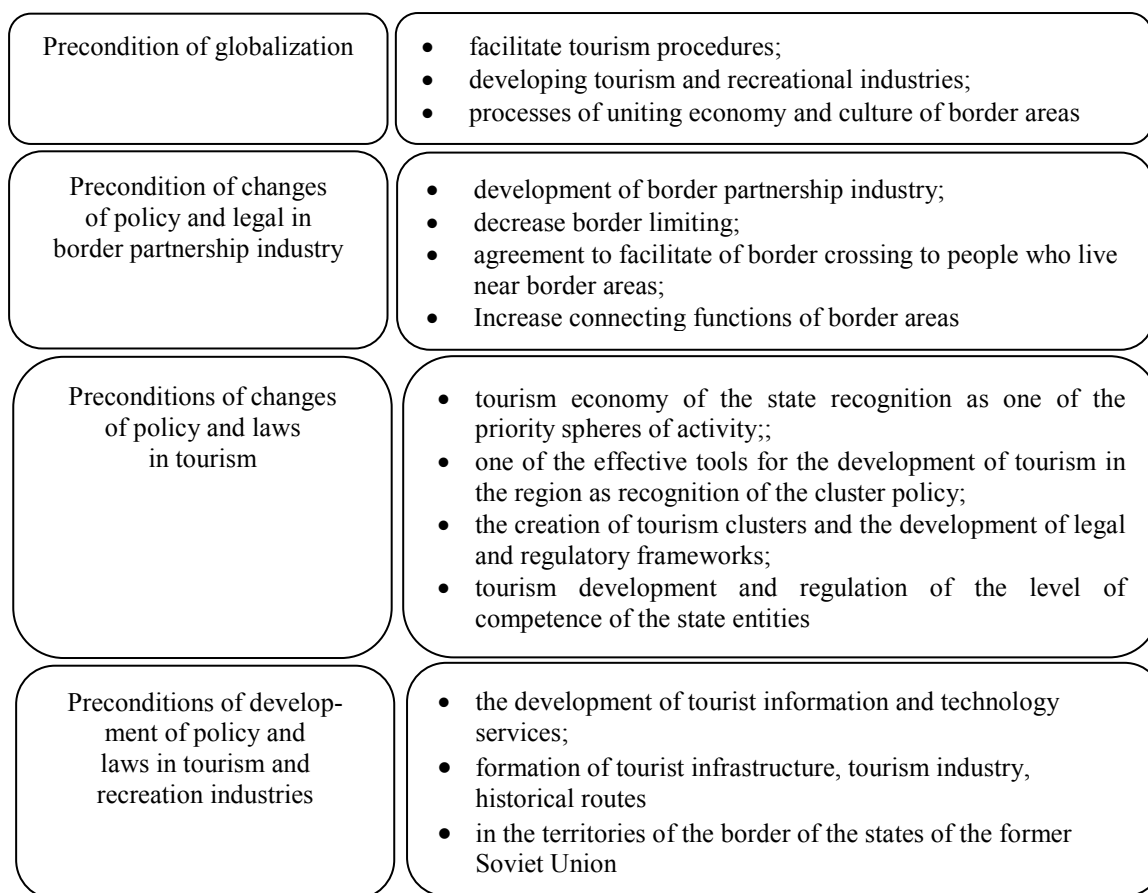 Precondition of globalization
• facilitate tourism procedures;
• developing tourism and recreational industries;
• processes of uniting economy and culture of border areas
Precondition of changes
of policy and legal in
border partnership industry
• development of border partnership industry;
• decrease border limiting;
• agreement to facilitate of border crossing to people who live
near border areas;
• Increase connecting functions of border areas
Preconditions of changes
of policy and laws
in tourism
• tourism economy of the state recognition as one of the
priority spheres of activity;;
• one of the effective tools for the development of tourism in
the region as recognition of the cluster policy;
• the creation of tourism clusters and the development of legal
and regulatory frameworks;
• tourism development and regulation of the level of
competence of the state entities
Preconditions of develop-
ment of policy and
laws in tourism and
recreation industries
• the development of tourist information and technology
services;
• formation of tourist infrastructure, tourism industry,
historical routes
• in the territories of the border of the states of the former
Soviet Union